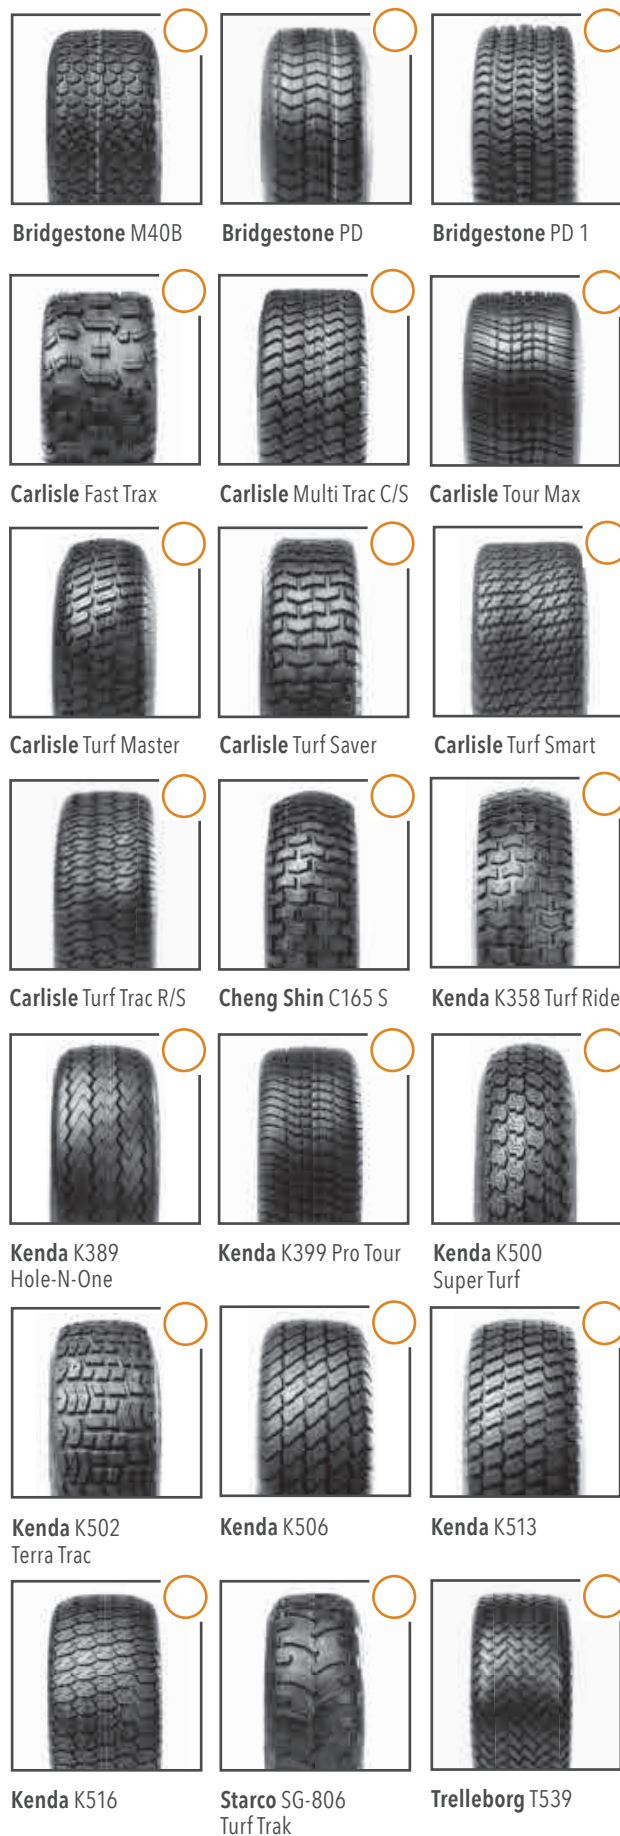 Bridgestone M40B
Bridgestone PD
Bridgestone PD 1
Carlisle Fast Trax
Carlisle Multi Trac C/S
Carlisle Tour Max
Carlisle Turf Master
Carlisle Turf Saver
Carlisle Turf Smart
Carlisle Turf Trac R/S
Cheng Shin C165 S
Kenda K358 Turf Ride
Kenda K389
Hole-N-One
Kenda K399 Pro Tour
Kenda K500
Super Turf
Kenda K502
Terra Trac
Kenda K506
Kenda K513
Kenda K516
Starco SG-806
Turf Trak
Trelleborg T539